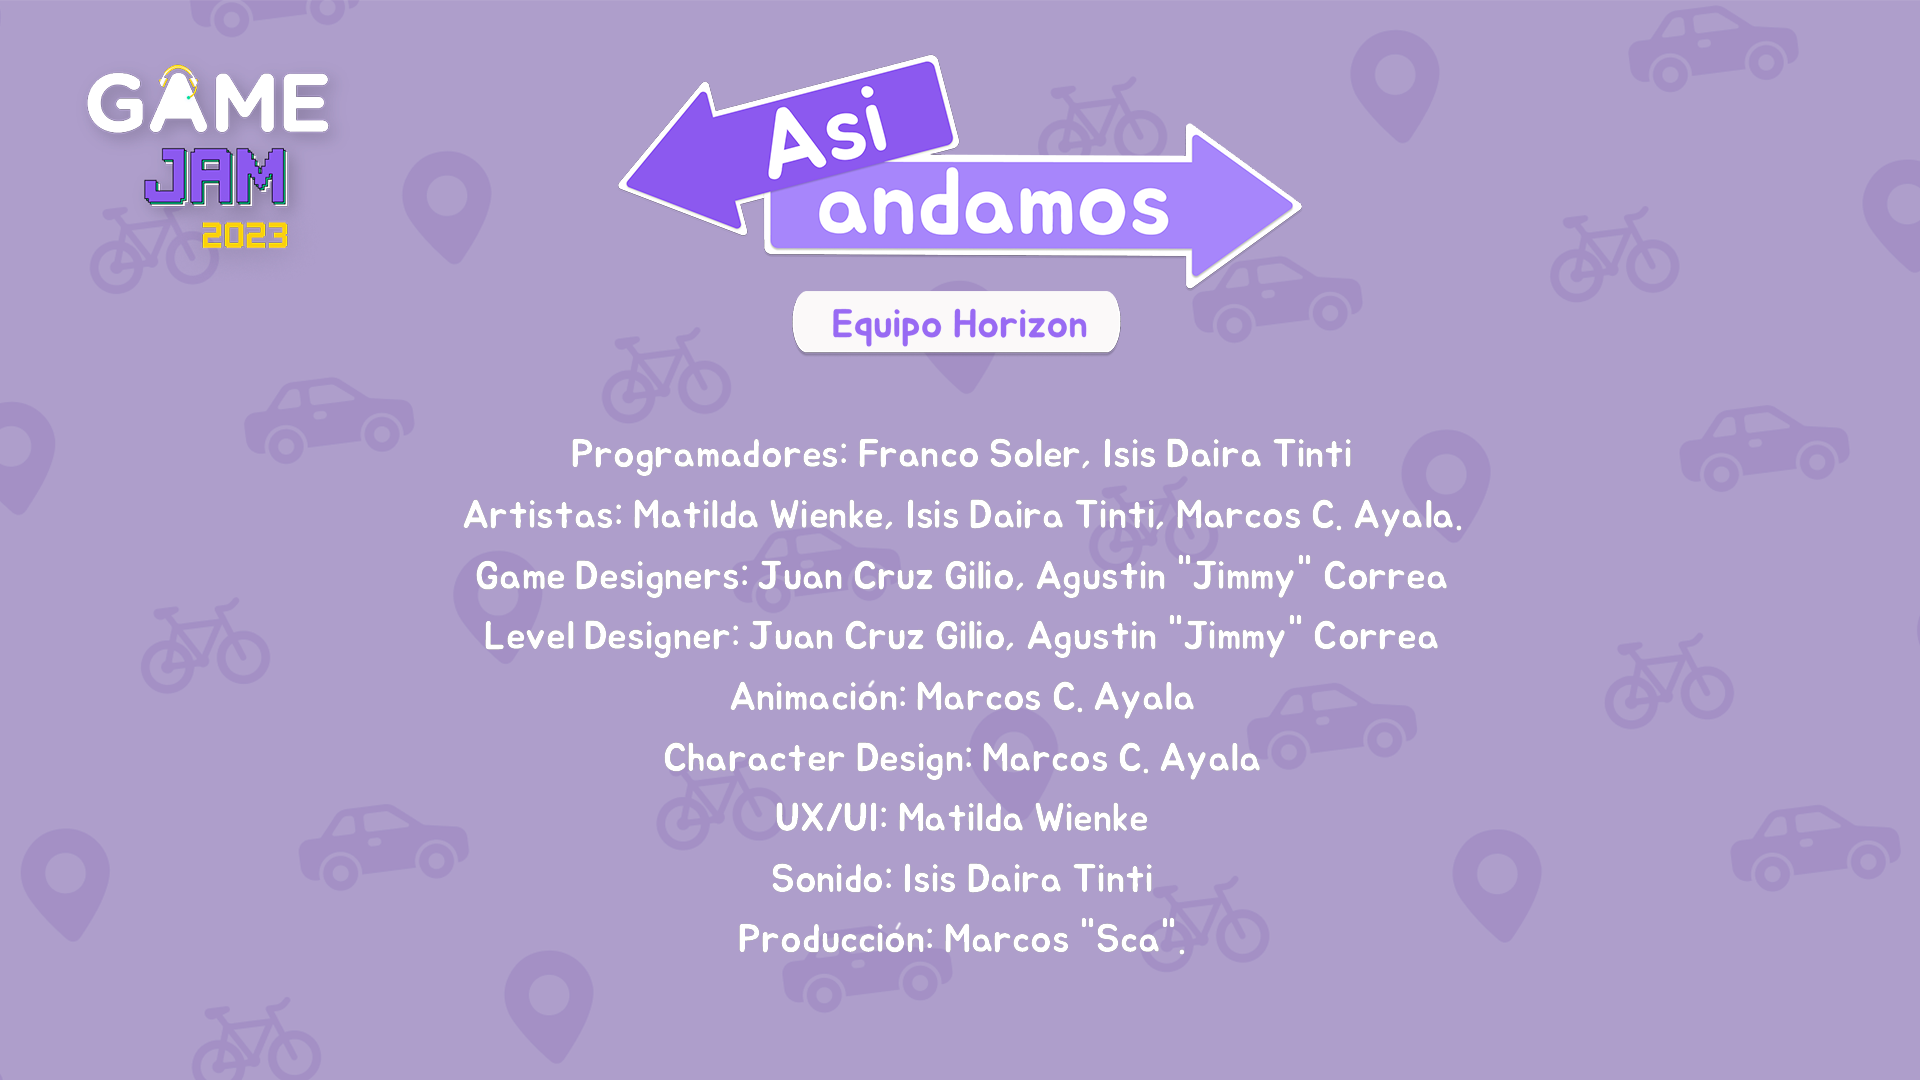 GAME
JAM
2023
Asi
andamos
Equipo Horizon
Programadores: Franco Soler, Isis Daira Tinti
Artistas: Matilda Wienke, Isis Daira Tinti, Marcos C. Ayala.
Game Designers: Juan Cruz Gilio, Agustin "Jimmy" Correa
Level Designer: Juan Cruz Gilio, Agustin "Jimmy" Correa
Animación: Marcos C. Ayala
Character Design: Marcos C. Ayala
UX/UI: Matilda Wienke
Sonido: Isis Daira Tinti
Producción: Marcos "Sca".